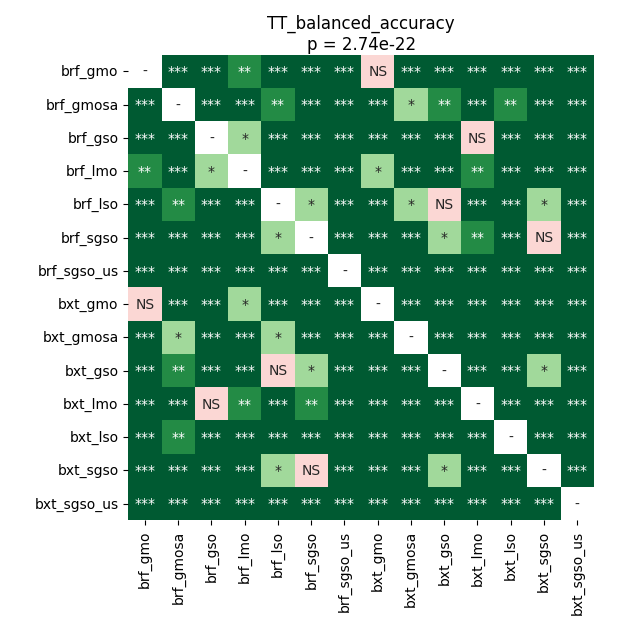 TT_balanced_accuracy
p = 2.74e-22
brf_gmo - *** *** ** *** *** *** NS *** *** *** *** *** ***
brf_gmosa *** - *** *** ** *** *** *** * ** *** ** *** ***
brf_gso *** *** - * *** *** *** *** *** *** NS *** *** ***
brf_lmo ** *** * - *** *** *** * *** *** ** *** *** ***
brf_lso *** ** *** *** - * *** *** * NS *** *** * ***
brf_sgso *** *** *** *** * - *** *** *** * ** *** NS ***
brf_sgso_us *** *** *** *** *** *** - *** *** *** *** *** *** ***
bxt_gmo NS *** *** * *** *** *** - *** *** *** *** *** ***
bxt_gmosa *** * *** *** * *** *** *** - *** *** *** *** ***
bxt_gso *** ** *** *** NS * *** *** *** - *** *** * ***
bxt_lmo *** *** NS ** *** ** *** *** *** *** - *** *** ***
bxt_lso *** ** *** *** *** *** *** *** *** *** *** - *** ***
bxt_sgso *** *** *** *** * NS *** *** *** * *** *** - ***
bxt_sgso_us *** *** *** *** *** *** *** *** *** *** *** *** *** -
brf_gmo brf_gmosa brf_gso brf_lmo brf_lso brf_sgso brf_sgso_us bxt_gmo bxt_gmosa bxt_gso bxt_lmo bxt_lso bxt_sgso bxt_sgso_us